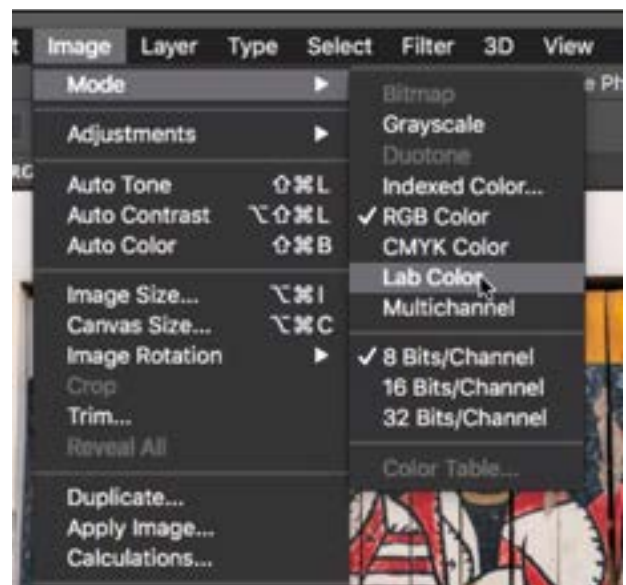 Image Layer Type Select Filter 3D View
Mode
Adjustments
Auto Tone ⇧⌘L
Auto Contrast ⌥⇧⌘L
Auto Color ⇧⌘B
Image Size... ⌥⌘I
Canvas Size... ⌥⌘C
Image Rotation
Crop
Trim...
Reveal All
Duplicate...
Apply Image...
Calculations...
Bitmap
Grayscale
Duotone
Indexed Color...
✓ RGB Color
CMYK Color
Lab Color
Multichannel
✓ 8 Bits/Channel
16 Bits/Channel
32 Bits/Channel
Color Table...